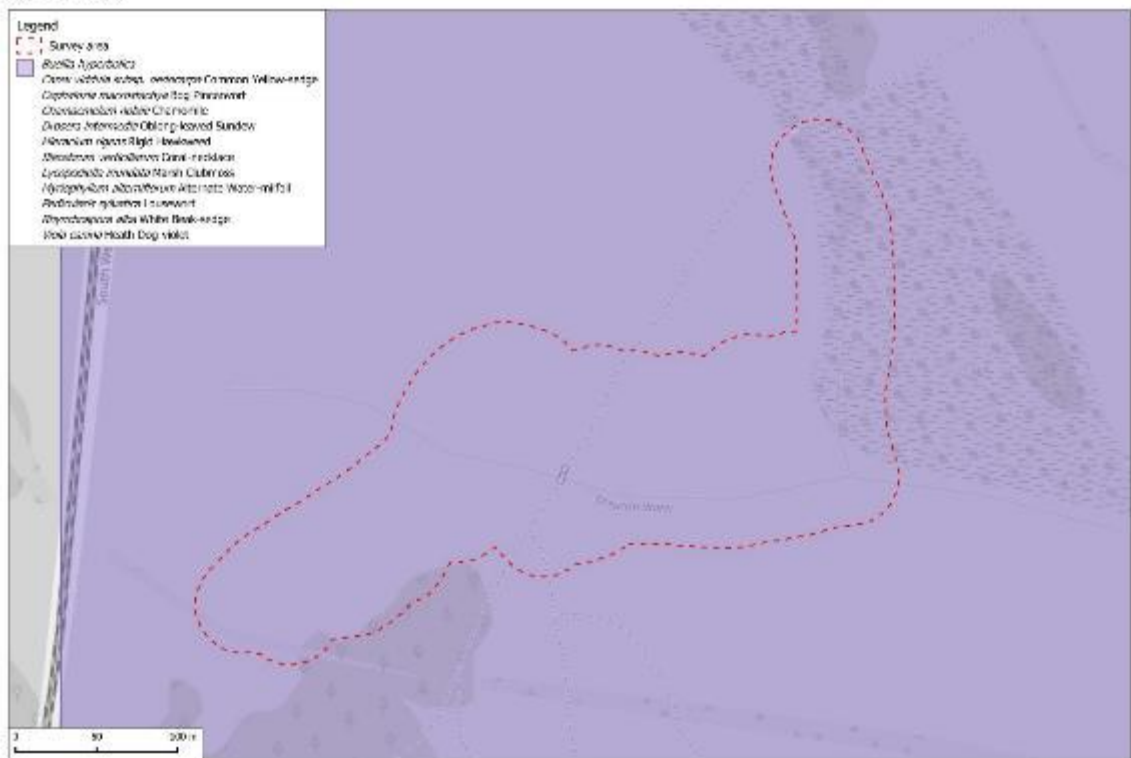 Legend
Survey area
Buellia hyperbolica
Carex viridula subsp. oedocarpa Common Yellow-sedge
Cephalozia macrostachya Bog Pincerwort
Chamaemelum nobile Chamomile
Drosera intermedia Oblong-leaved Sundew
Rigid Hawkweed
Illecebrum verticillatum Coral-necklace
Lycopodiella inundata Marsh Clubmoss
Myriophyllum alterniflorum Alternate Water-milfoil
Pedicularis sylvatica Lousewort
Rhynchospora alba White Beak-sedge
Viola canina Heath Dog-violet
South We
0 50 100 m